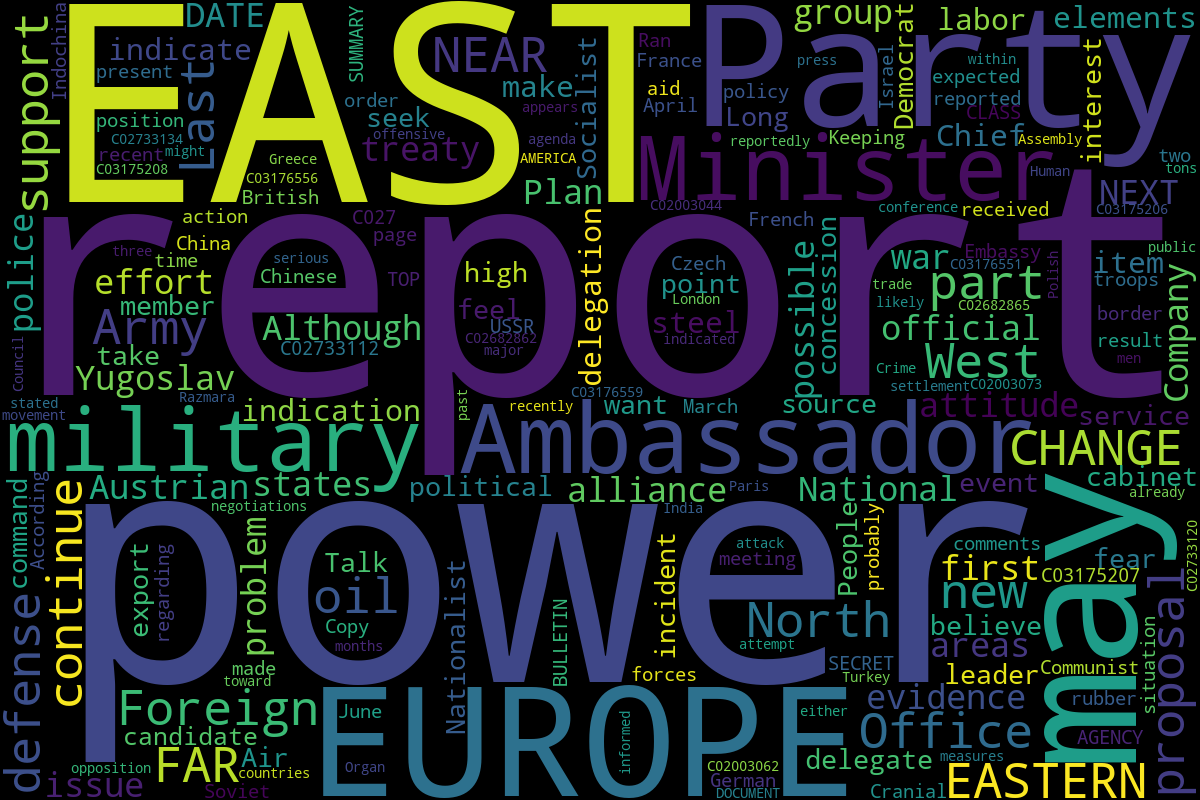 EAST
Party
report
power
EUROPE
Minister
Ambassador
military
may
support
Indochina
DATE
indicate
Last
present
position
C02733134
recent
might
C03175208
SUMMARY
NEAR
order
seek
offensive
treaty
make
appears
agenda
AMERICA
Socialist
Plan
Greece
C03176556
British
group
labor
elements
Ran
France
aid
April
policy
Long
press
Israel
Democrat
within
expected
reported
CLASS
reportedly
Keeping
Chief
Assembly
interest
two
tons
Human
NEXT
C03175206
C02003044
French
conference
received
police
action
C027
page
China
time
three
serious
effort
Chinese
TOP
member
Army
Although
C02733112
take
Yugoslav
Razmara
Council
stated
movement
high
feel
USSR
C02682862
major
delegation
Czech
point
London
steel
indicated
possible
concession
war
Embassy
C03176551
trade
part
likely
C02682865
official
West
Crime
settlement
C02003073
Polish
public
item
troops
border
result
men
Company
indication
past
recently
C03176559
want
March
source
attitude
service
CHANGE
Austrian
states
political
alliance
Paris
National
event
cabinet
already
negotiations
India
command
According
continue
defense
export
regarding
problem
Talk
oil
Copy
months
made
toward
Nationalist
BULLETIN
incident
attack
meeting
attempt
North
People
probably
comments
first
fear
C03175207
new
believe
areas
SECRET
Turkey
leader
Communist
forces
situation
rubber
proposal
C02733120
Foreign
candidate
FAR
Air
countries
opposition
issue
Soviet
June
Organ
informed
either
C02003062
German
DOCUMENT
evidence
Office
delegate
measures
AGENCY
Cranial
EASTERN